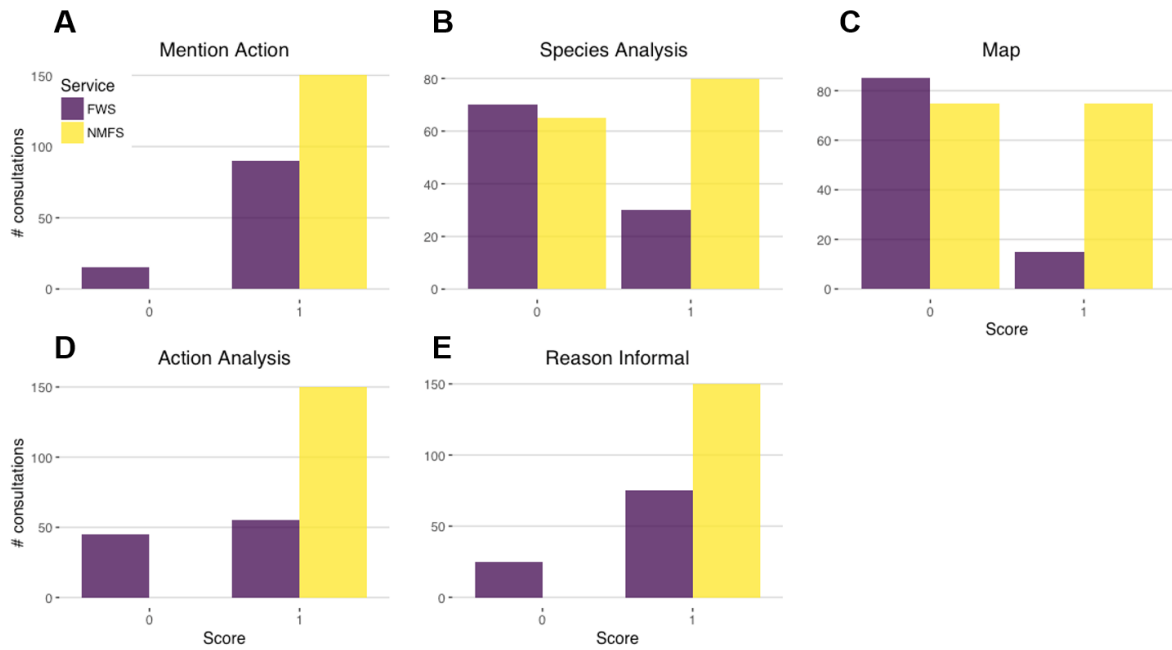 A
Mention Action
150
100
50
0
# consultations
Service
FWS
NMFS
0
1
B
Species Analysis
80
60
40
20
0
0
1
C
Map
80
60
40
20
0
0
1
Score
D
Action Analysis
150
100
50
0
# consultations
0
1
Score
E
Reason Informal
150
100
50
0
0
1